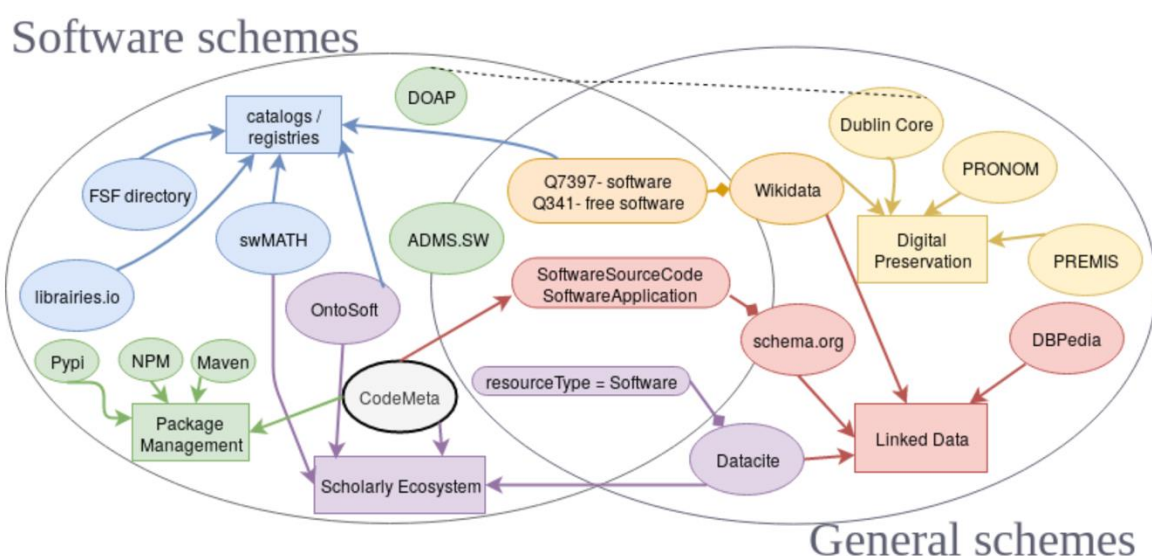 Software schemes
DOAP
catalogs /
registries
Dublin Core
FSF directory
Q7397- software
Q341- free software
Wikidata
PRONOM
swMATH
ADMS.SW
Digital
Preservation
PREMIS
librairies.io
OntoSoft
SoftwareSourceCode
SoftwareApplication
schema.org
DBPedia
Pypi
NPM
Maven
CodeMeta
resourceType = Software
Package
Management
Linked Data
Datacite
Scholarly Ecosystem
General schemes